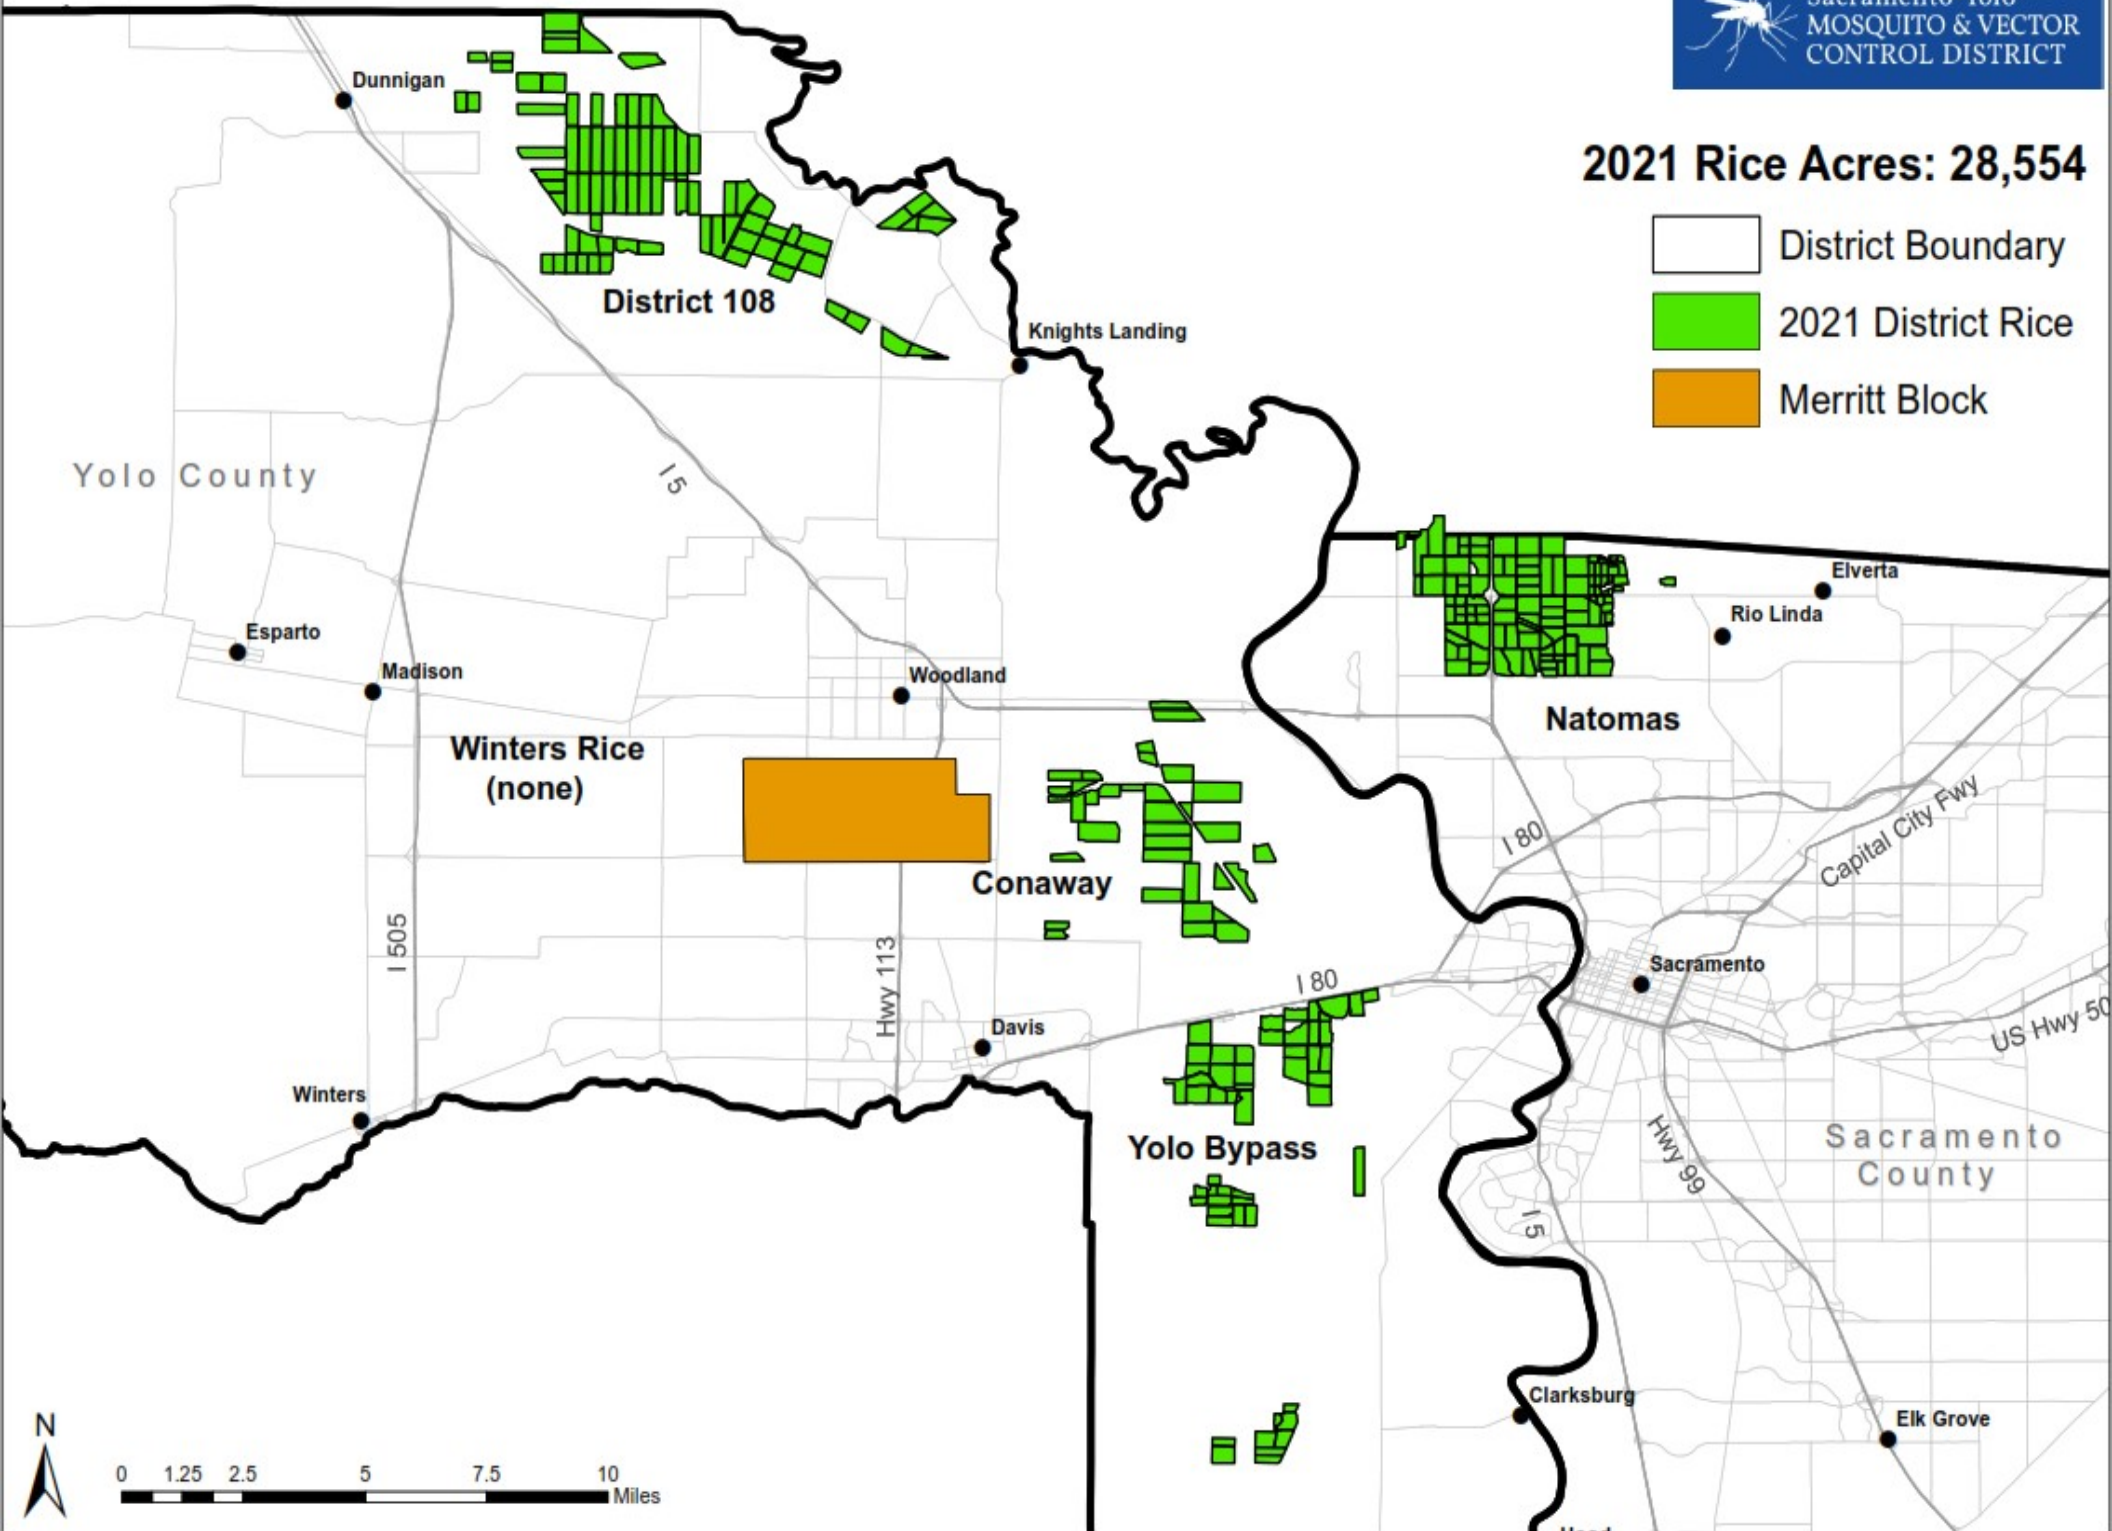 Sacramento-Yolo
MOSQUITO & VECTOR
CONTROL DISTRICT
2021 Rice Acres: 28,554
District Boundary
2021 District Rice
Merritt Block
Dunnigan
District 108
Knights Landing
Yolo County
I 5
Elverta
Rio Linda
Esparto
Madison
Woodland
Natomas
Winters Rice
(none)
I 80
Capital City Fwy
Conaway
I 505
Hwy 113
Sacramento
I 80
US Hwy 50
Davis
Winters
Yolo Bypass
Hwy 99
Sacramento
County
I 5
Clarksburg
Elk Grove
N
0 1.25 2.5 5 7.5 10
Miles